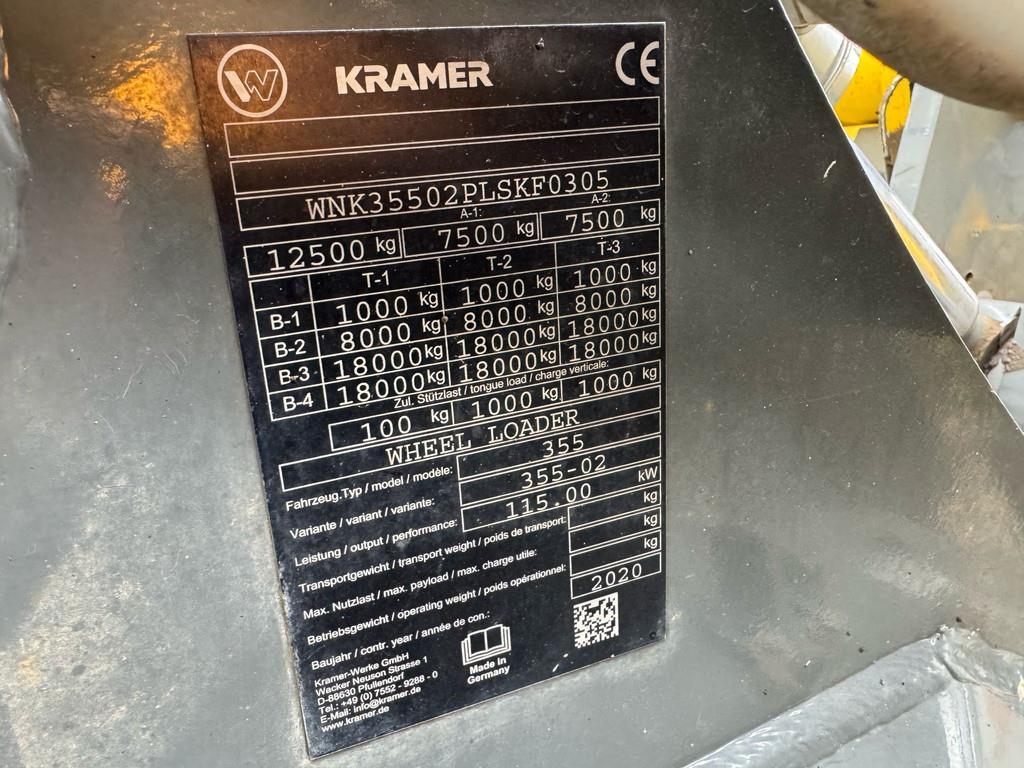 W KRAMER CE
WNK35502PLSKF0305
A-1: A-2:
12500 kg 7500 kg 7500 kg
T-1 T-2 T-3
B-1 1000 kg 1000 kg 1000 kg
B-2 8000 kg 8000 kg 8000 kg
B-3 18000 kg 18000 kg 18000 kg
B-4 18000 kg 18000 kg 18000 kg
Zul. Stützlast / tongue load / charge verticale:
100 kg 1000 kg 1000 kg
WHEEL LOADER
Fahrzeug.Typ / model / modèle: 355
Variante / variant / variante: 355-02
Leistung / output / performance: 115.00 kW
Transportgewicht / transport weight / poids de transport: kg
Max. Nutzlast / max. payload / max. charge utile: kg
Betriebsgewicht / operating weight / poids opérationnel: kg
Baujahr / contr. year / année de con.: 2020
Kramer-Werke GmbH
Wacker Neuson Strasse 1
D-88630 Pfullendorf
Tel.: +49 (0) 7552 - 9288 - 0
E-Mail: info@kramer.de
www.kramer.de
Made in
Germany